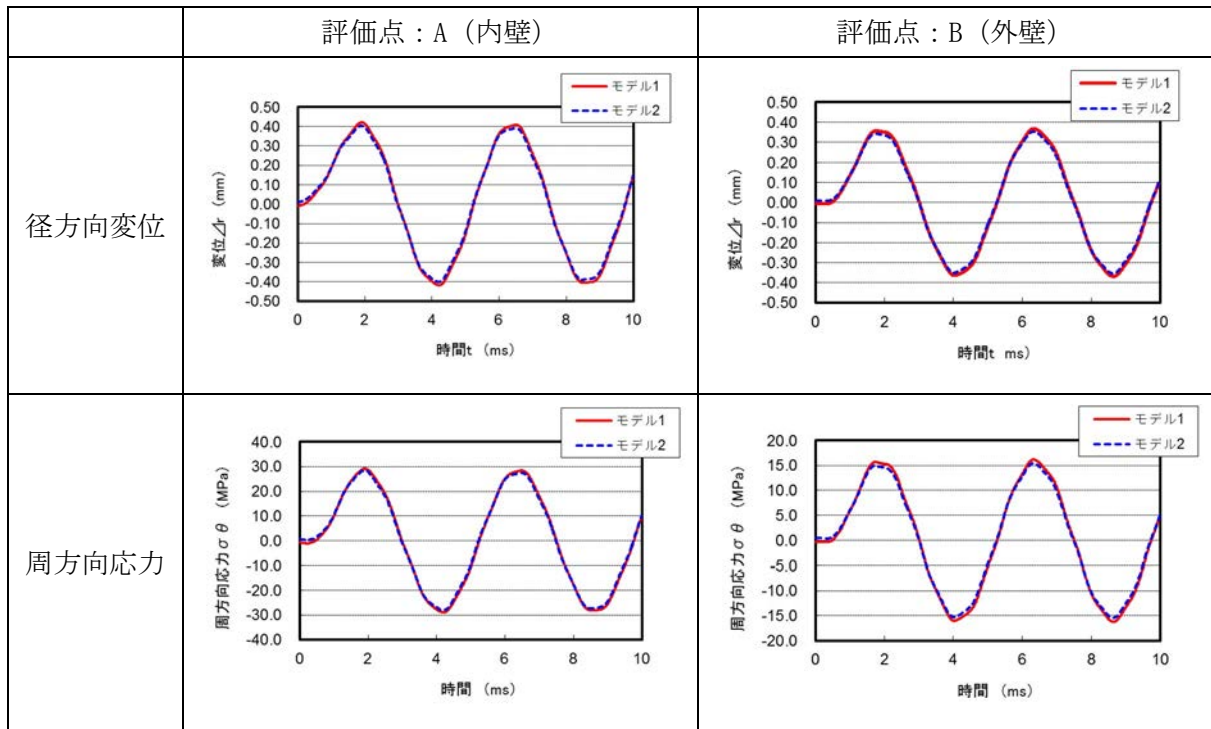 評価点：A (内壁)
評価点：B (外壁)
径方向変位
モデル1
モデル2
変位⊿r (mm)
0.50
0.40
0.30
0.20
0.10
0.00
-0.10
-0.20
-0.30
-0.40
-0.50
0 2 4 6 8 10
時間t (ms)
モデル1
モデル2
変位⊿r (mm)
0.50
0.40
0.30
0.20
0.10
0.00
-0.10
-0.20
-0.30
-0.40
-0.50
0 2 4 6 8 10
時間t ms)
周方向応力
モデル1
モデル2
周方向応力σθ (MPa)
40.0
30.0
20.0
10.0
0.0
-10.0
-20.0
-30.0
-40.0
0 2 4 6 8 10
時間 (ms)
モデル1
モデル2
周方向応力σθ (MPa)
20.0
15.0
10.0
5.0
0.0
-5.0
-10.0
-15.0
-20.0
0 2 4 6 8 10
時間 (ms)